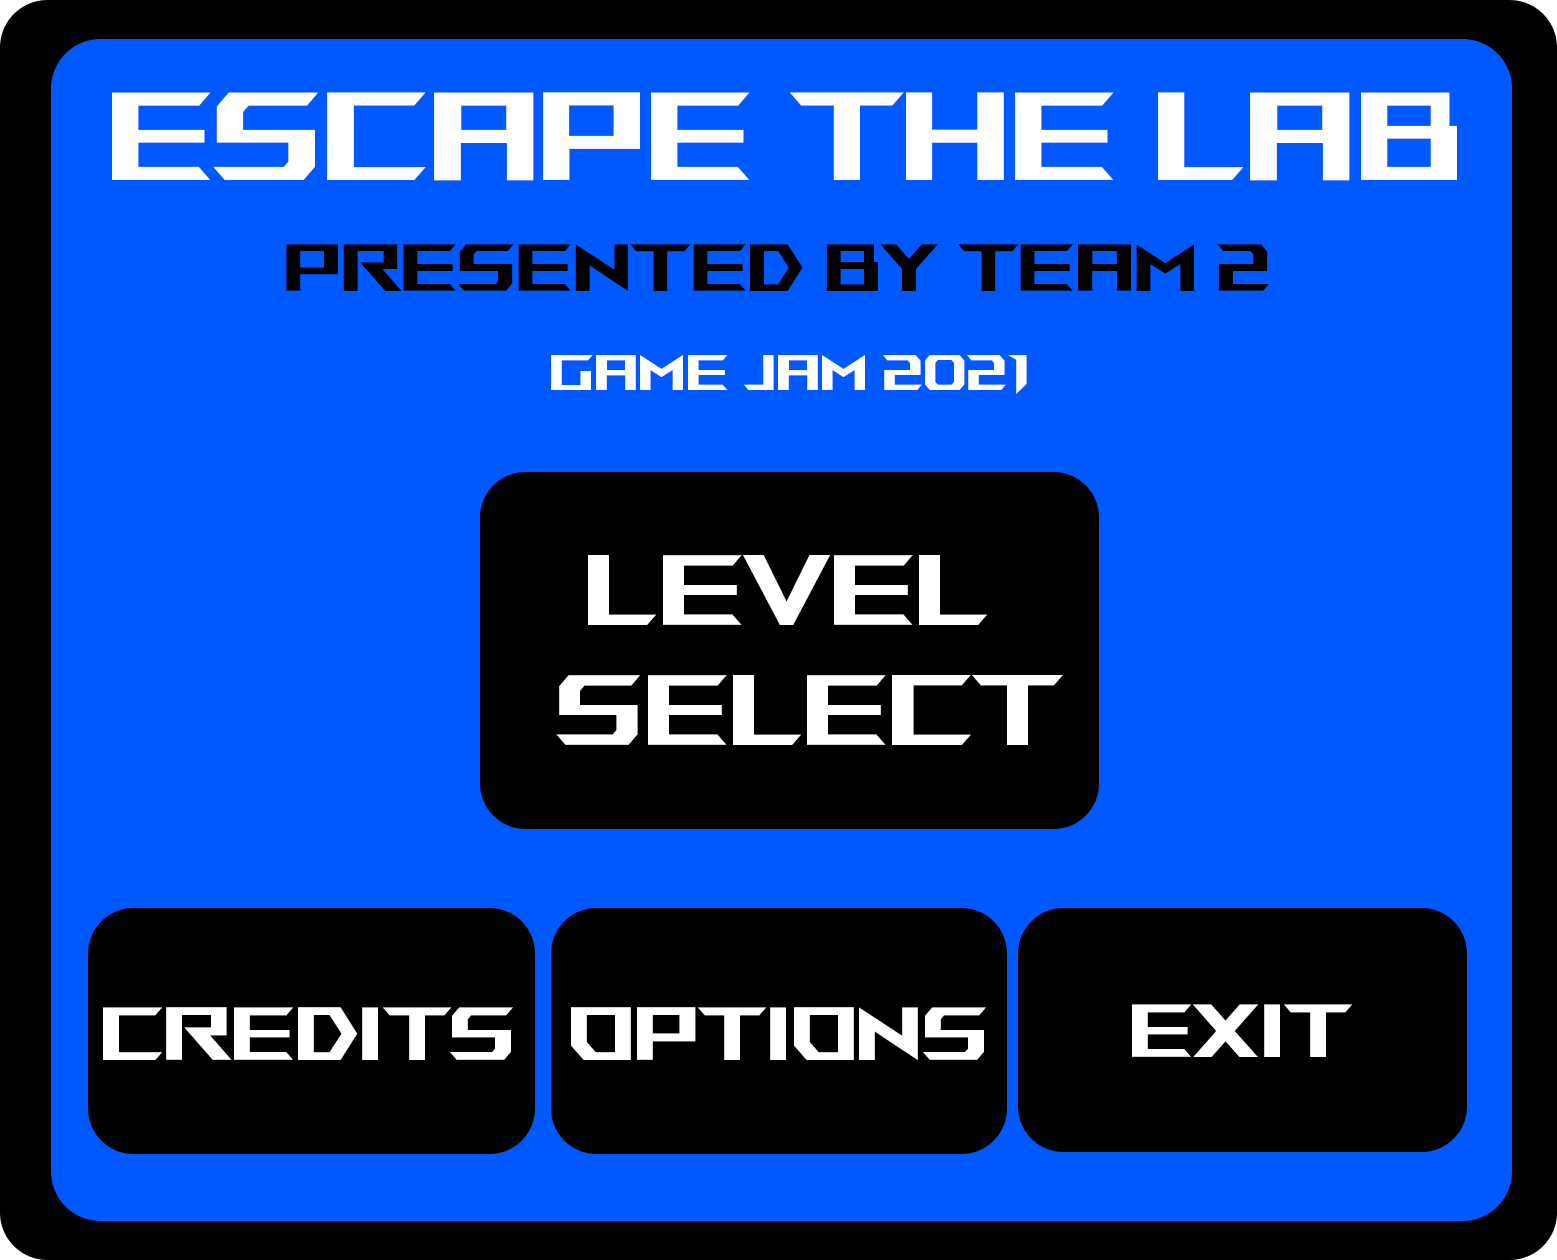 ESCAPE THE LAB
PRESENTED BY TEAM 2
GAME JAM 2021
LEVEL
SELECT
CREDITS
OPTIONS
EXIT